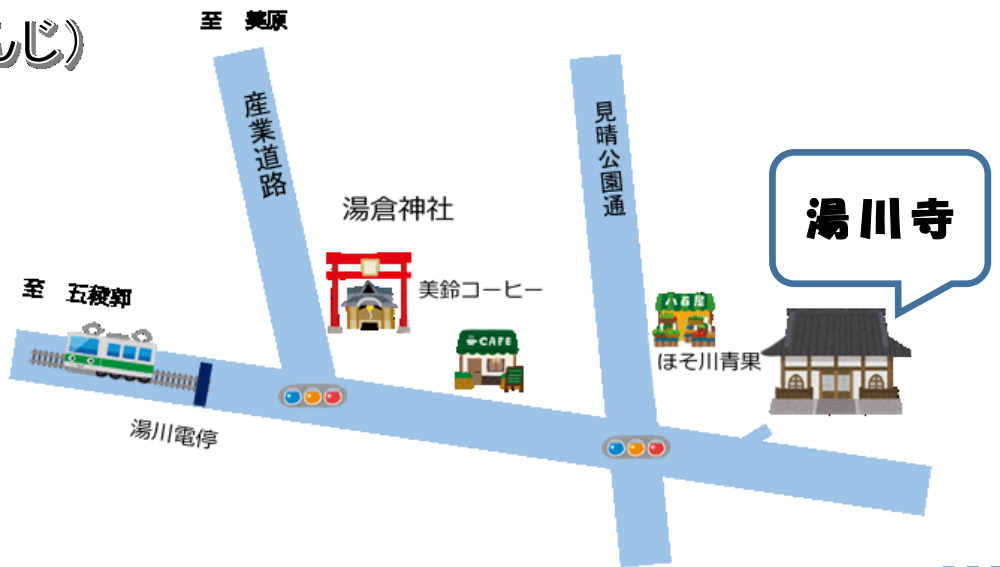 んじ）
至　美原
産業道路
見晴公園通
湯倉神社
湯川寺
至　五稜郭
美鈴コーヒー
八百屋
CAFE
ほそ川青果
湯川電停